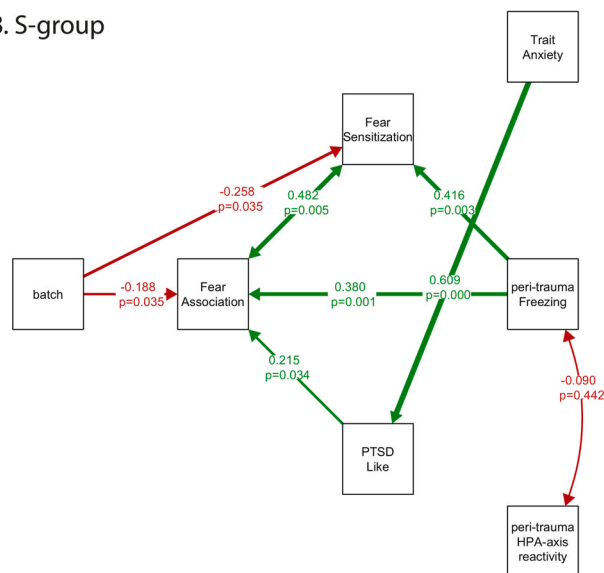 3. S-group
Trait
Anxiety
Fear
Sensitization
-0.258
p=0.035
0.482
p=0.005
0.416
p=0.003
batch
-0.188
p=0.035
Fear
Association
0.380
p=0.001
0.609
p=0.000
peri-trauma
Freezing
0.215
p=0.034
-0.090
p=0.442
PTSD
Like
peri-trauma
HPA-axis
reactivity